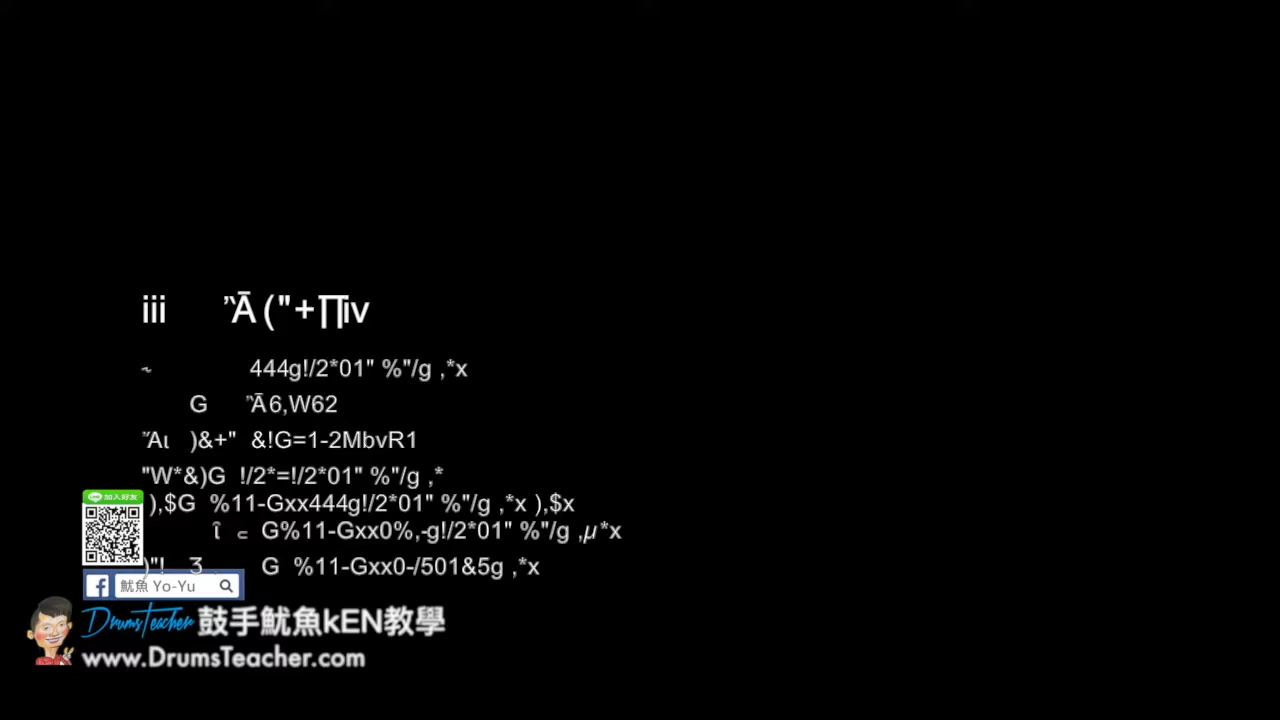 iii ῍Ā ("+∏iv
~ 444g!/2*01" %"/g ,*x
G ῍Ā6,W62
῎Aι )&+" &!G=1-2MbvR1
"W*&)G !/2*=!/2*01" %"/g ,*
),$G %11-Gxx444g!/2*01" %"/g ,*x ),$x
ῖ ⊂ G%11-Gxx0%,-g!/2*01" %"/g ,μ*x
)"! 3 G %11-Gxx0-/501&5g ,*x
LINE 加入好友
魷魚 Yo-Yu
DrumsTeacher 鼓手魷魚kEN教學
www.DrumsTeacher.com